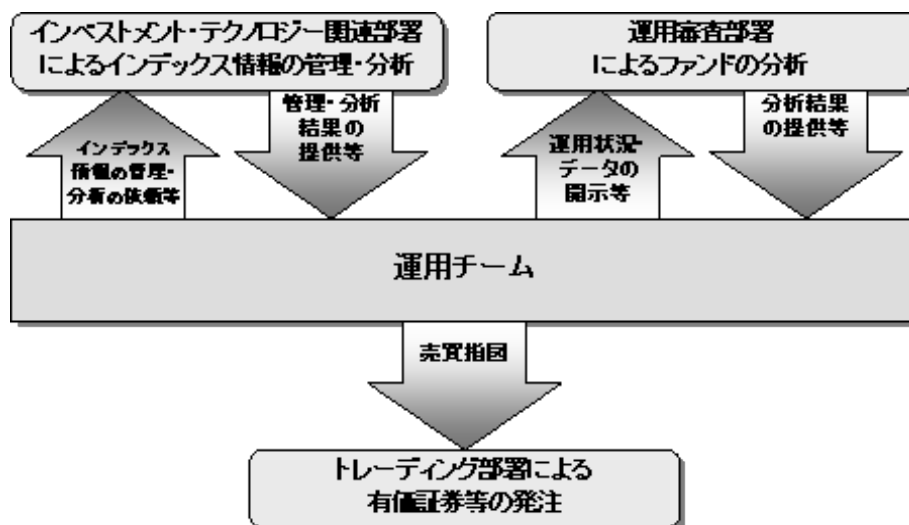 インベストメント・テクノロジー関連部署
によるインデックス情報の管理・分析
運用審査部署
によるファンドの分析
インデックス
情報の管理・
分析の依頼等
管理・分析
結果の
提供等
運用状況・
データの
開示等
分析結果
の提供等
運用チーム
売買指図
トレーディング部署による
有価証券等の発注